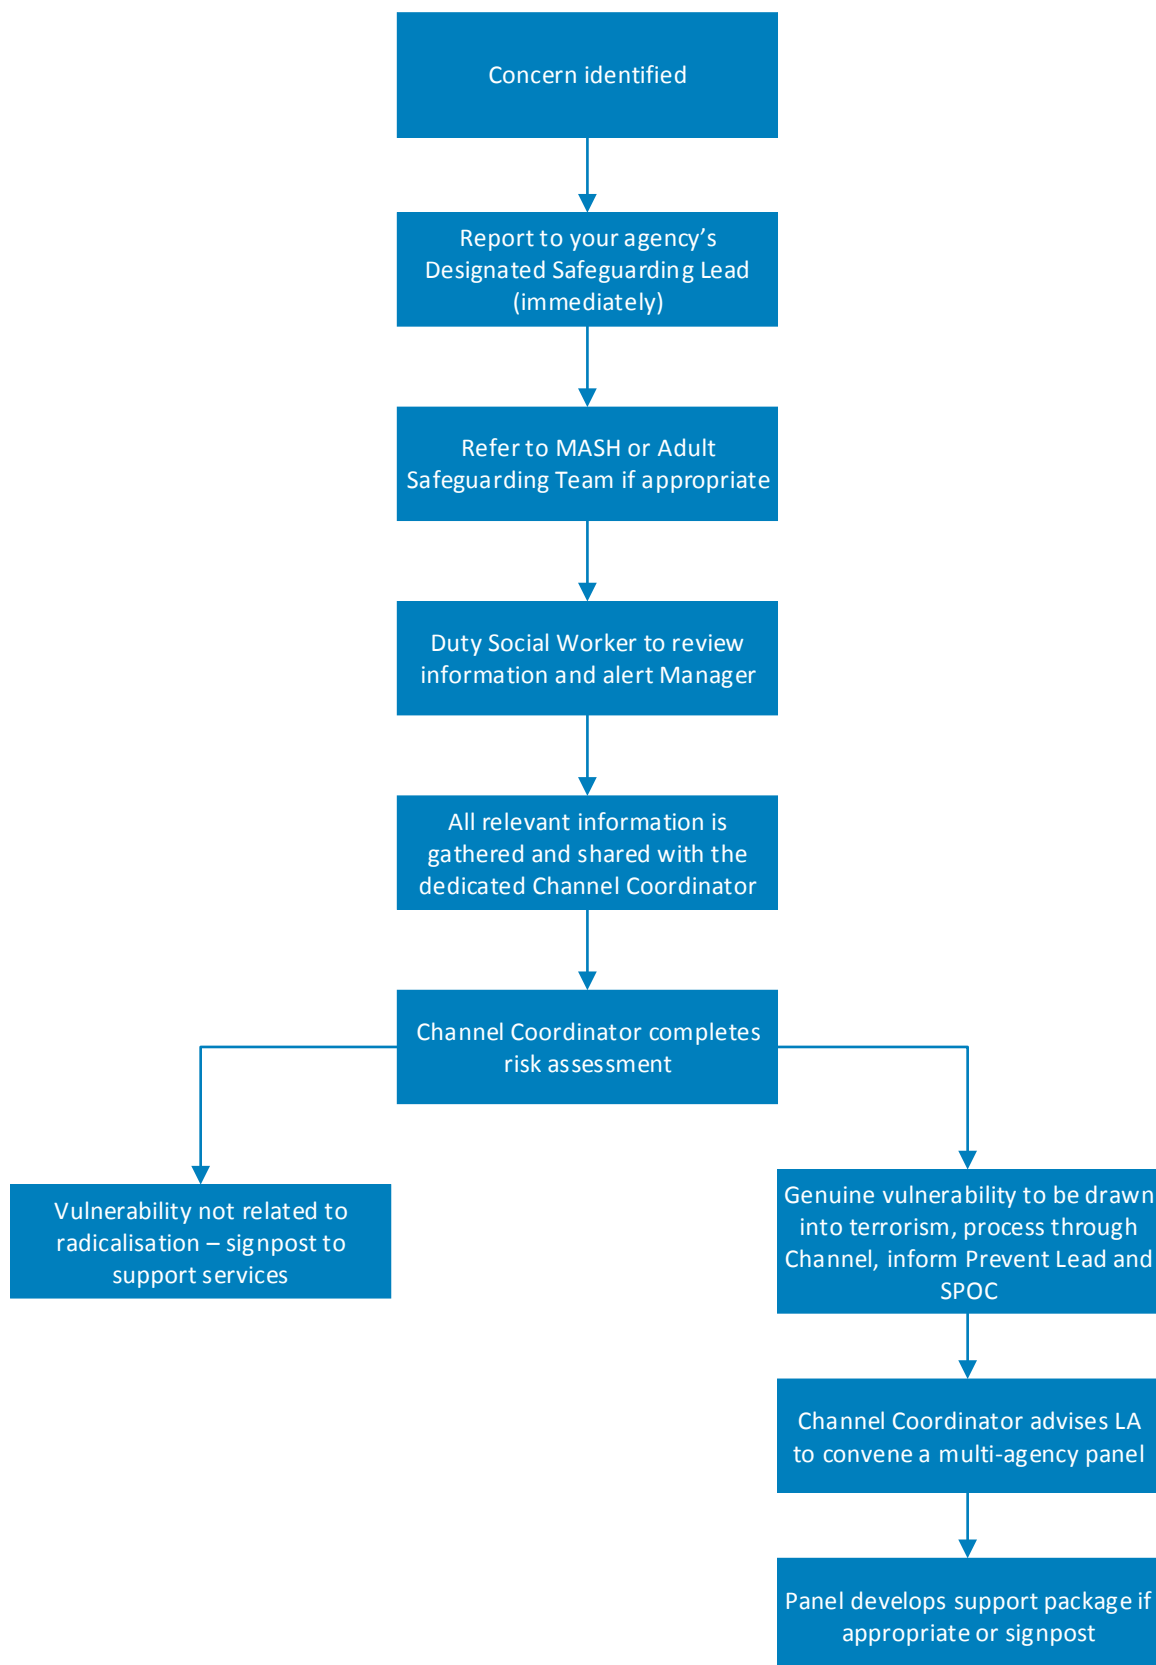 Concern identified
Report to your agency’s
Designated Safeguarding Lead
(immediately)
Refer to MASH or Adult
Safeguarding Team if appropriate
Duty Social Worker to review
information and alert Manager
All relevant information is
gathered and shared with the
dedicated Channel Coordinator
Channel Coordinator completes
risk assessment
Vulnerability not related to
radicalisation – signpost to
support services
Genuine vulnerability to be drawn
into terrorism, process through
Channel, inform Prevent Lead and
SPOC
Channel Coordinator advises LA
to convene a multi-agency panel
Panel develops support package if
appropriate or signpost